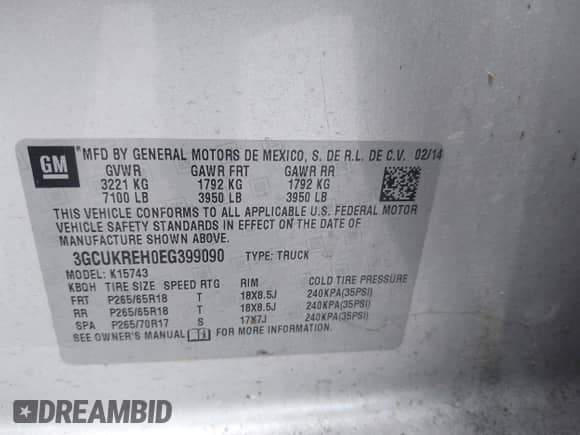 GM
MFD BY GENERAL MOTORS DE MEXICO, S. DE R.L. DE C.V. 02/14
GVWR GAWR FRT GAWR RR
3221 KG 1792 KG 1792 KG
7100 LB 3950 LB 3950 LB
THIS VEHICLE CONFORMS TO ALL APPLICABLE U.S. FEDERAL MOTOR
VEHICLE SAFETY STANDARDS IN EFFECT ON THE DATE OF
MANUFACTURE SHOWN ABOVE.
3GCUKREH0EG399090 TYPE: TRUCK
MODEL: K15743
KBQH TIRE SIZE SPEED RTG RIM COLD TIRE PRESSURE
FRT P265/65R18 T 18X8.5J 240KPA(35PSI)
RR P265/65R18 T 18X8.5J 240KPA(35PSI)
SPA P265/70R17 S 17X7J 240KPA(35PSI)
SEE OWNER'S MANUAL FOR MORE INFORMATION.
DREAMBID